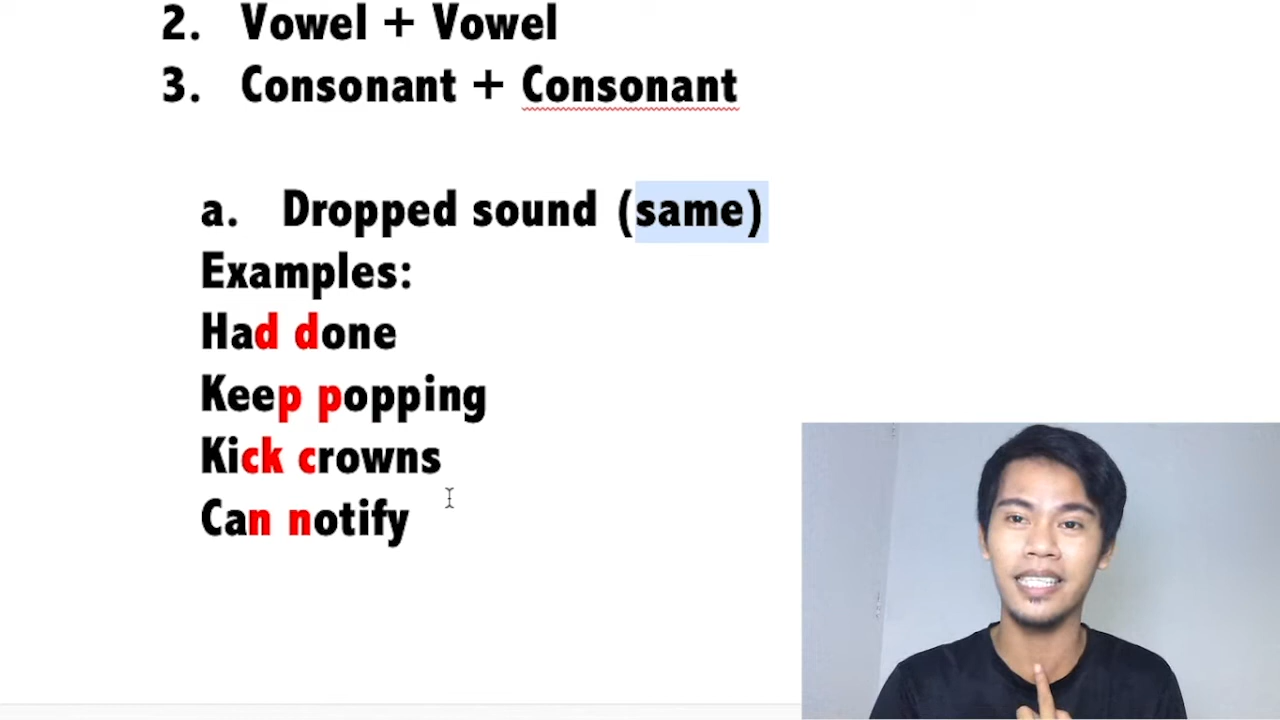 2. Vowel + Vowel
3. Consonant + Consonant
a. Dropped sound (same)
Examples:
Had done
Keep popping
Kick crowns
Can notify